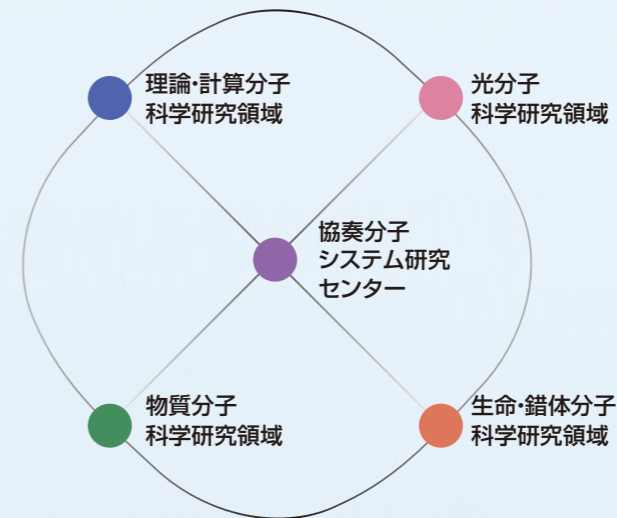 理論・計算分子
科学研究領域
光分子
科学研究領域
協奏分子
システム研究
センター
物質分子
科学研究領域
生命・錯体分子
科学研究領域